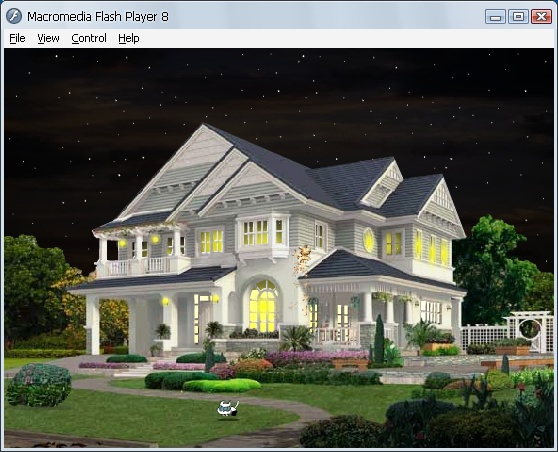 Macromedia Flash Player 8
File View Control Help